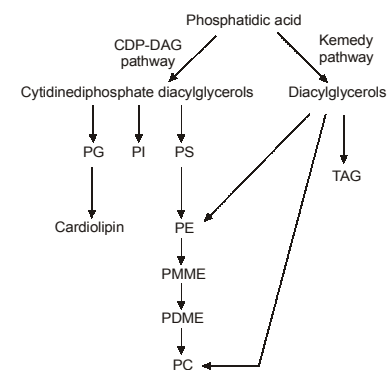 Phosphatidic acid
CDP-DAG
pathway
Kemedy
pathway
Cytidinediphosphate diacylglycerols
Diacylglycerols
PG
PI
PS
TAG
Cardiolipin
PE
PMME
PDME
PC